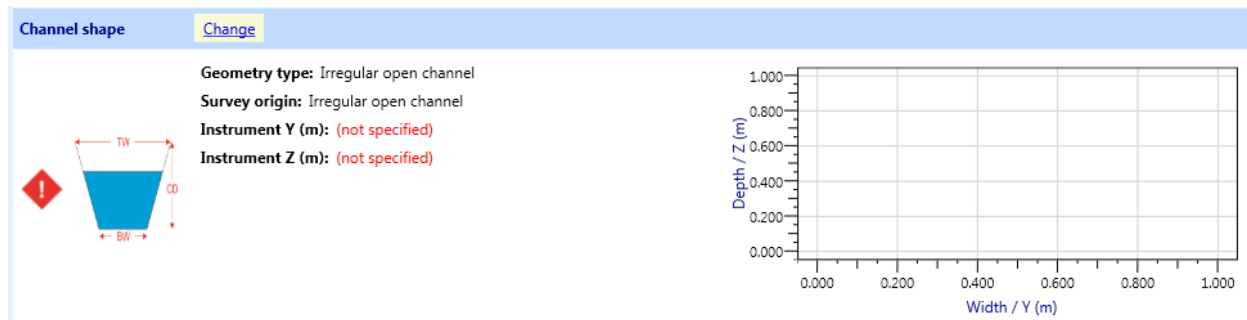 Channel shape Change
Geometry type: Irregular open channel
Survey origin: Irregular open channel
Instrument Y (m): (not specified)
Instrument Z (m): (not specified)
TW
CD
BW
Depth / Z (m)
1.000
0.800
0.600
0.400
0.200
0.000
0.000 0.200 0.400 0.600 0.800 1.000
Width / Y (m)